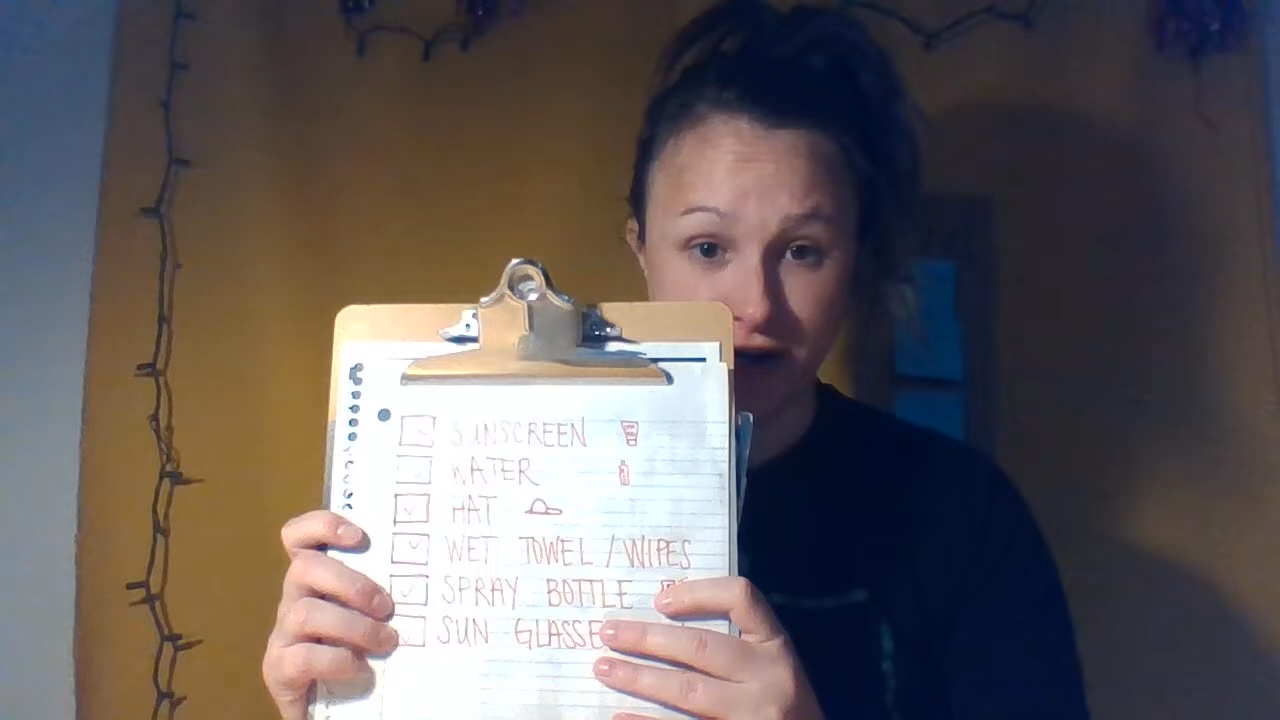 SUNSCREEN
WATER
HAT
WET TOWEL / WIPES
SPRAY BOTTLE
SUN GLASSE